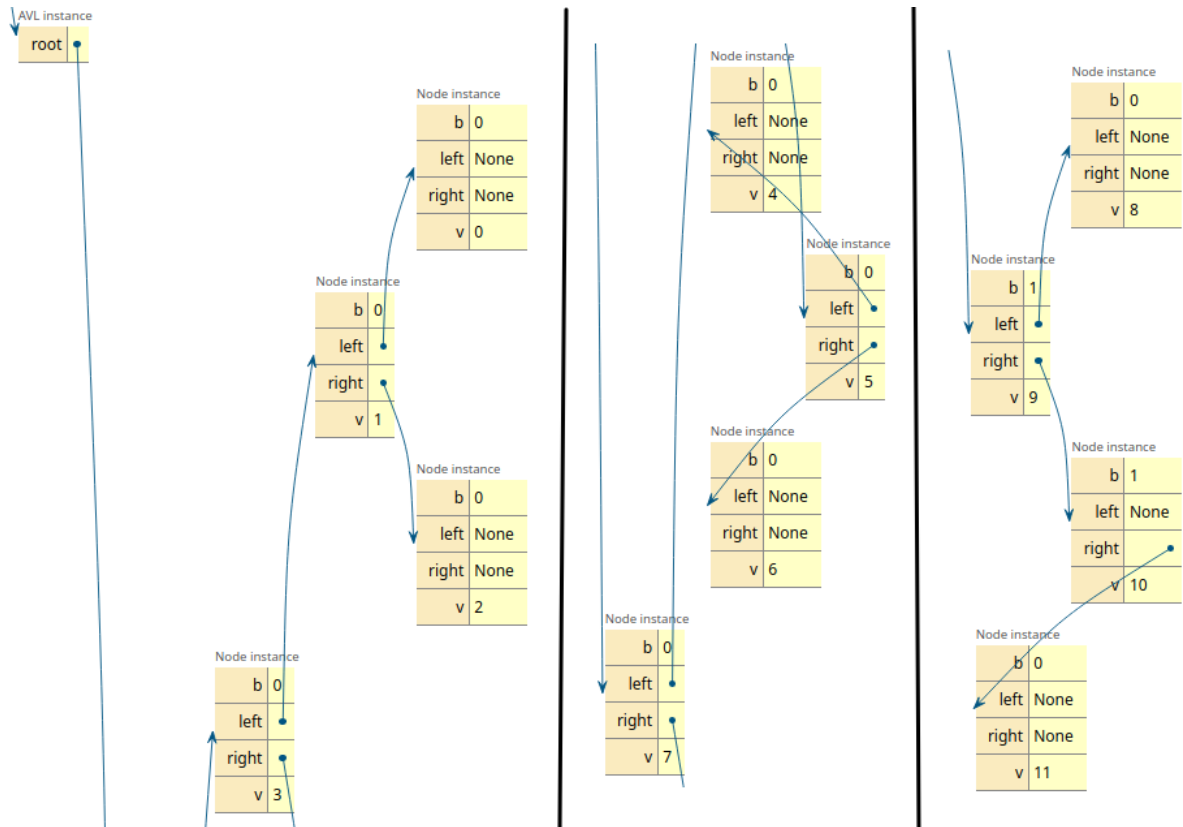 AVL instance
root
Node instance
b 0
left None
right None
v 0
Node instance
b 0
left
right
v 1
Node instance
b 0
left None
right None
v 2
Node instance
b 0
left
right
v 3
Node instance
b 0
left None
right None
v 4
Node instance
b 0
left
right
v 5
Node instance
b 0
left None
right None
v 6
Node instance
b 0
left
right
v 7
Node instance
b 0
left None
right None
v 8
Node instance
b 1
left
right
v 9
Node instance
b 1
left None
right
v 10
Node instance
b 0
left None
right None
v 11